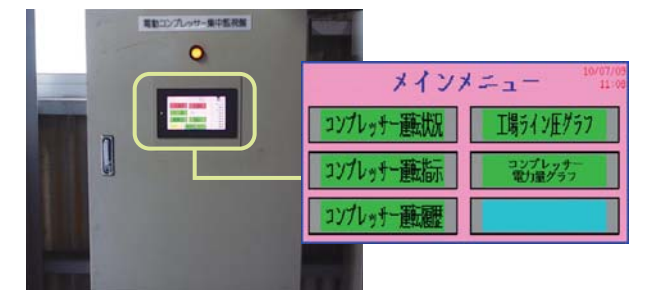 電動コンプレッサー集中監視盤
メインメニュー
10/07/09
11:00
コンプレッサー運転状況
工場ライン圧グラフ
コンプレッサー運転指示
コンプレッサー
電力量グラフ
コンプレッサー運転履歴